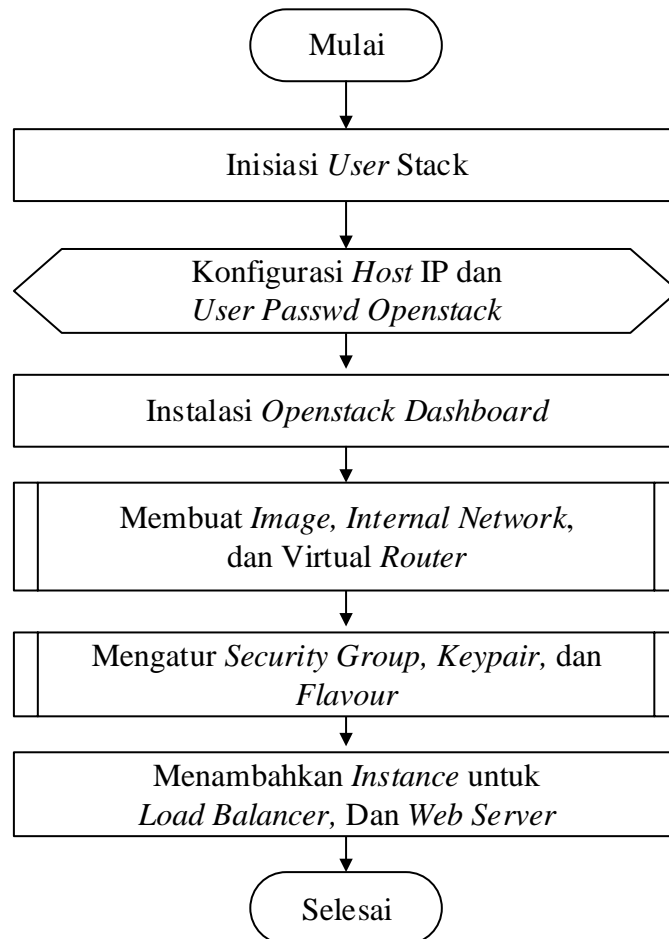 Mulai
Inisiasi User Stack
Konfigurasi Host IP dan
User Passwd Openstack
Instalasi Openstack Dashboard
Membuat Image, Internal Network,
dan Virtual Router
Mengatur Security Group, Keypair, dan
Flavour
Menambahkan Instance untuk
Load Balancer, Dan Web Server
Selesai